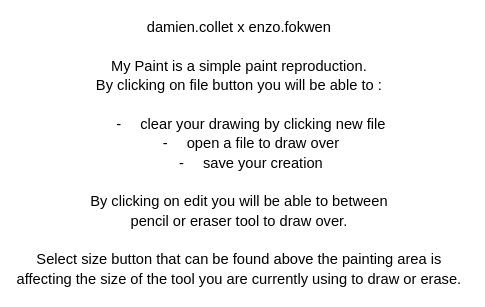 damien.collet x enzo.fokwen
My Paint is a simple paint reproduction.
By clicking on file button you will be able to :
- clear your drawing by clicking new file
- open a file to draw over
- save your creation
By clicking on edit you will be able to between
pencil or eraser tool to draw over.
Select size button that can be found above the painting area is
affecting the size of the tool you are currently using to draw or erase.